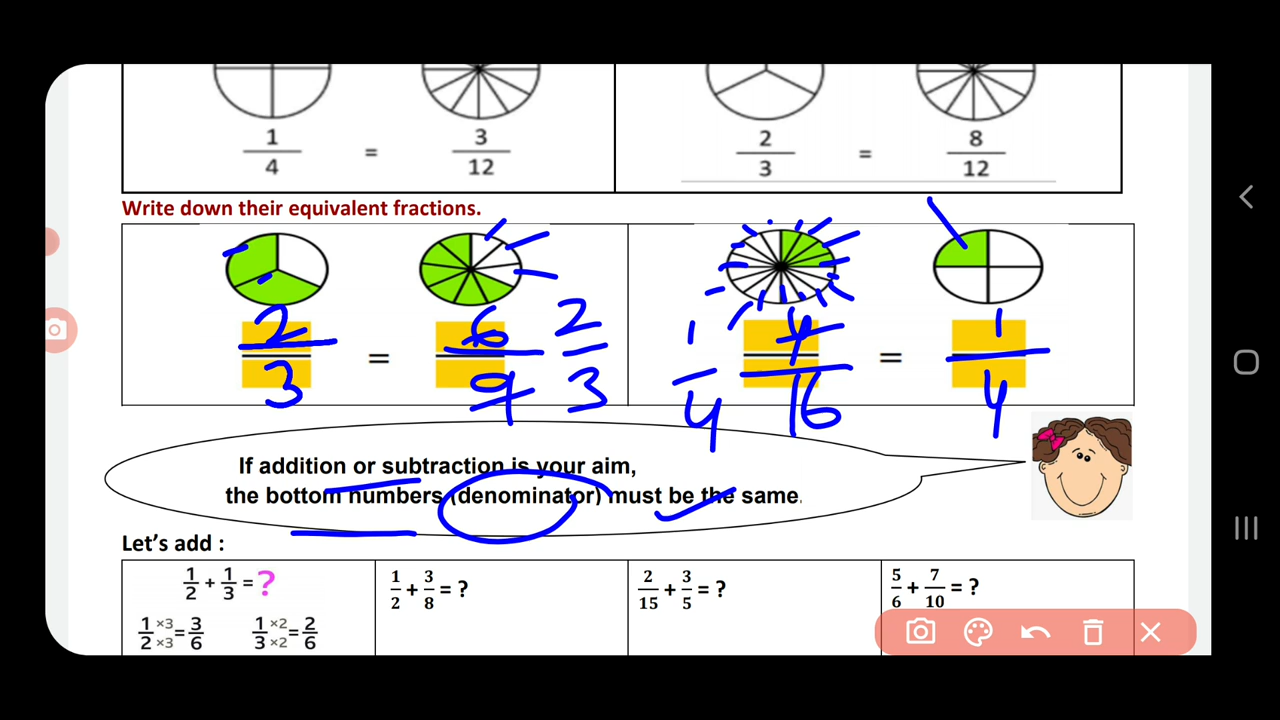 1/4 = 3/12 2/3 = 8/12
Write down their equivalent fractions.
2/3 = 6/9 2/3 1/4 4/16 = 1/4
If addition or subtraction is your aim,
the bottom numbers (denominator) must be the same.
Let's add :
1/2 + 1/3 = ? 1/2 + 3/8 = ? 2/15 + 3/5 = ? 5/6 + 7/10 = ?
1/2 ×3/×3 = 3/6 1/3 ×2/×2 = 2/6